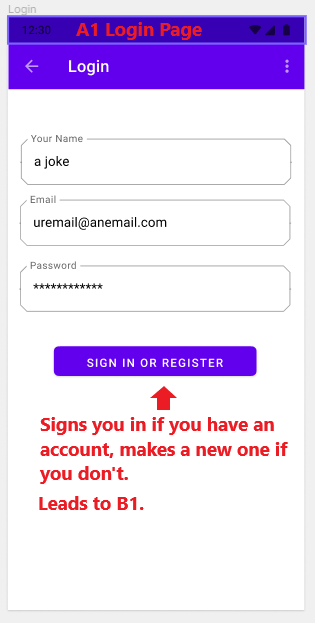 Login
12:30
A1 Login Page
Login
Your Name
a joke
Email
uremail@anemail.com
Password
************
SIGN IN OR REGISTER
Signs you in if you have an
account, makes a new one if
you don't.
Leads to B1.